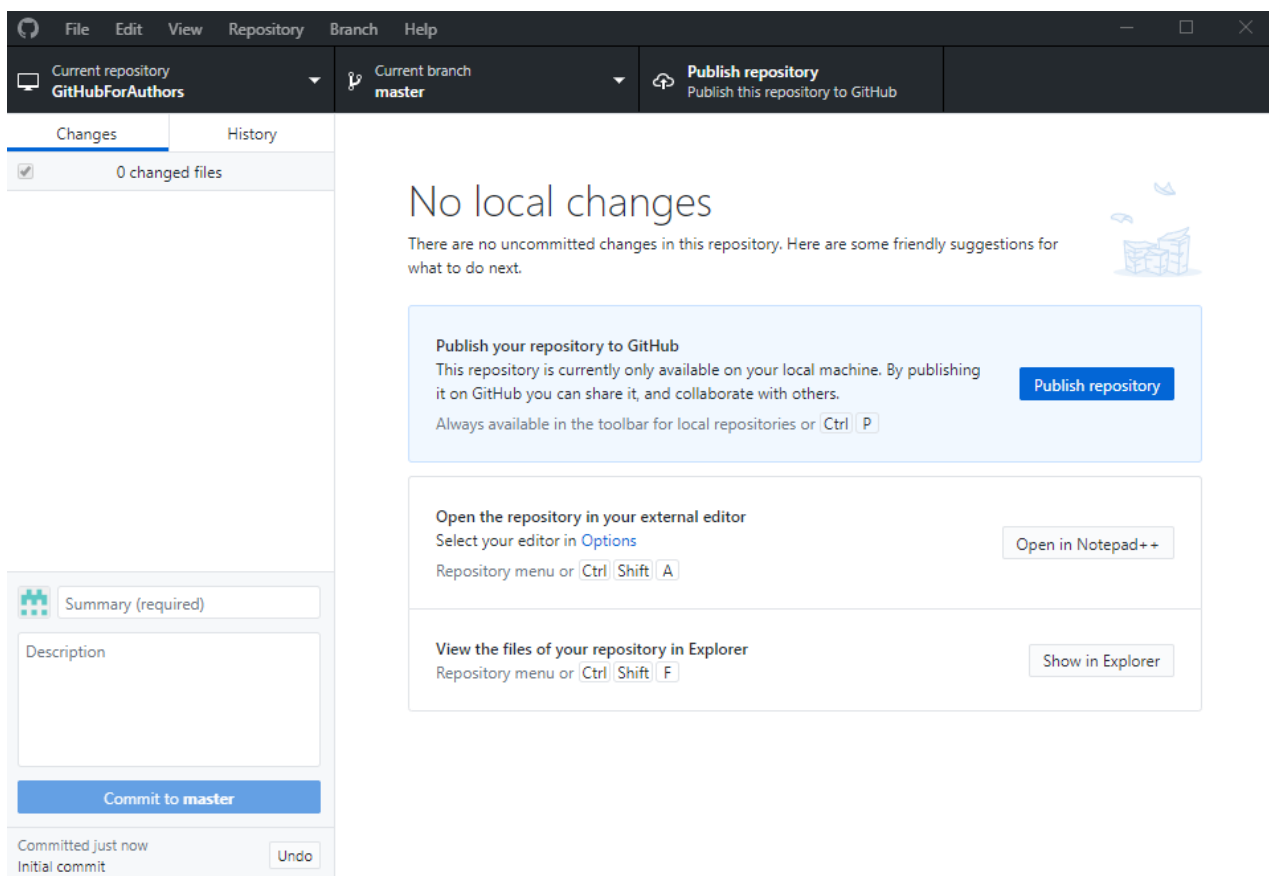 File Edit View Repository Branch Help
Current repository
GitHubForAuthors
Current branch
master
Publish repository
Publish this repository to GitHub
Changes History
0 changed files
No local changes
There are no uncommitted changes in this repository. Here are some friendly suggestions for
what to do next.
Publish your repository to GitHub
This repository is currently only available on your local machine. By publishing
it on GitHub you can share it, and collaborate with others.
Always available in the toolbar for local repositories or Ctrl P
Publish repository
Open the repository in your external editor
Select your editor in Options
Repository menu or Ctrl Shift A
Open in Notepad++
View the files of your repository in Explorer
Repository menu or Ctrl Shift F
Show in Explorer
Summary (required)
Description
Commit to master
Committed just now
Initial commit
Undo